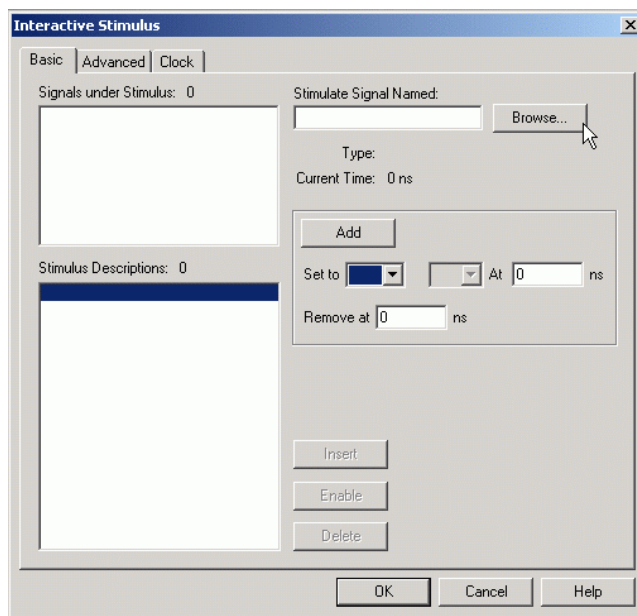 Interactive Stimulus
Basic
Advanced
Clock
Signals under Stimulus: 0
Stimulate Signal Named:
Browse...
Type:
Current Time: 0 ns
Add
Set to
At 0 ns
Remove at 0 ns
Stimulus Descriptions: 0
Insert
Enable
Delete
OK
Cancel
Help